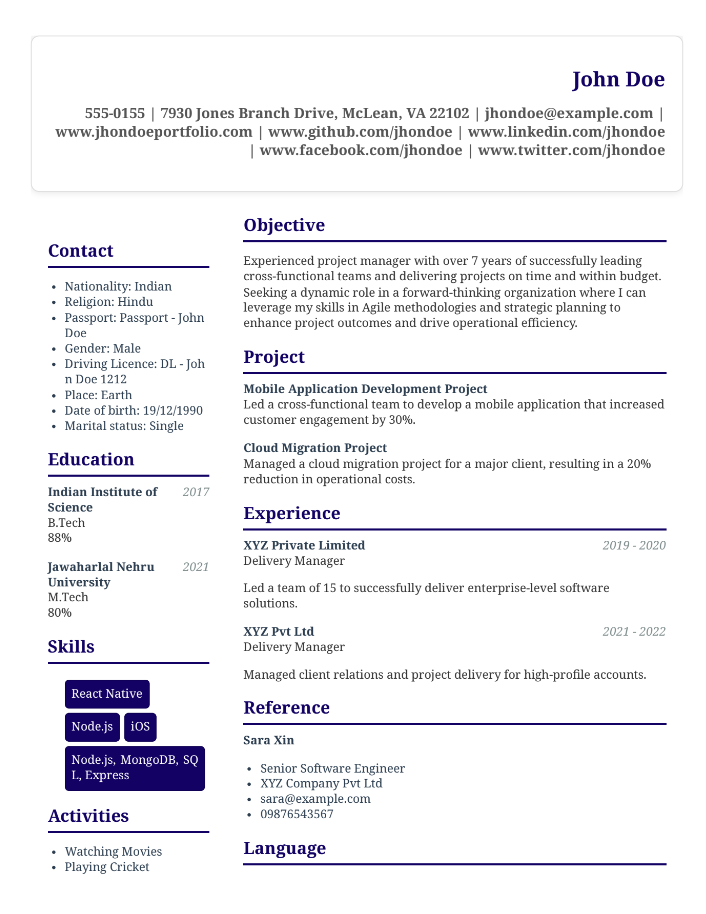 John Doe
555-0155 | 7930 Jones Branch Drive, McLean, VA 22102 | jhondoe@example.com |
www.jhondoeportfolio.com | www.github.com/jhondoe | www.linkedin.com/jhondoe
| www.facebook.com/jhondoe | www.twitter.com/jhondoe
Contact
• Nationality: Indian
• Religion: Hindu
• Passport: Passport - John
Doe
• Gender: Male
• Driving Licence: DL - Joh
n Doe 1212
• Place: Earth
• Date of birth: 19/12/1990
• Marital status: Single
Education
Indian Institute of 2017
Science
B.Tech
88%
Jawaharlal Nehru 2021
University
M.Tech
80%
Skills
React Native
Node.js iOS
Node.js, MongoDB, SQ
L, Express
Activities
• Watching Movies
• Playing Cricket
Objective
Experienced project manager with over 7 years of successfully leading
cross-functional teams and delivering projects on time and within budget.
Seeking a dynamic role in a forward-thinking organization where I can
leverage my skills in Agile methodologies and strategic planning to
enhance project outcomes and drive operational efficiency.
Project
Mobile Application Development Project
Led a cross-functional team to develop a mobile application that increased
customer engagement by 30%.
Cloud Migration Project
Managed a cloud migration project for a major client, resulting in a 20%
reduction in operational costs.
Experience
XYZ Private Limited 2019 - 2020
Delivery Manager
Led a team of 15 to successfully deliver enterprise-level software
solutions.
XYZ Pvt Ltd 2021 - 2022
Delivery Manager
Managed client relations and project delivery for high-profile accounts.
Reference
Sara Xin
• Senior Software Engineer
• XYZ Company Pvt Ltd
• sara@example.com
• 09876543567
Language